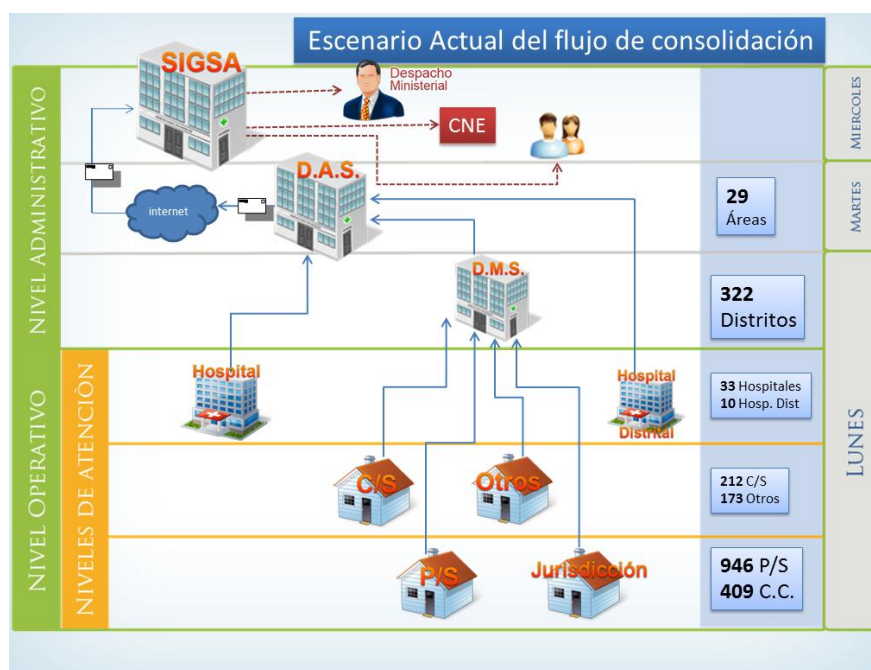 Escenario Actual del flujo de consolidación
SIGSA
Despacho
Ministerial
CNE
D.A.S.
internet
D.M.S.
Hospital
Hospital
Distrital
C/S
Otros
P/S
Jurisdicción
NIVEL ADMINISTRATIVO
NIVEL OPERATIVO
NIVELES DE ATENCIÓN
29
Áreas
322
Distritos
33 Hospitales
10 Hosp. Dist
212 C/S
173 Otros
946 P/S
409 C.C.
MIERCOLES
MARTES
LUNES